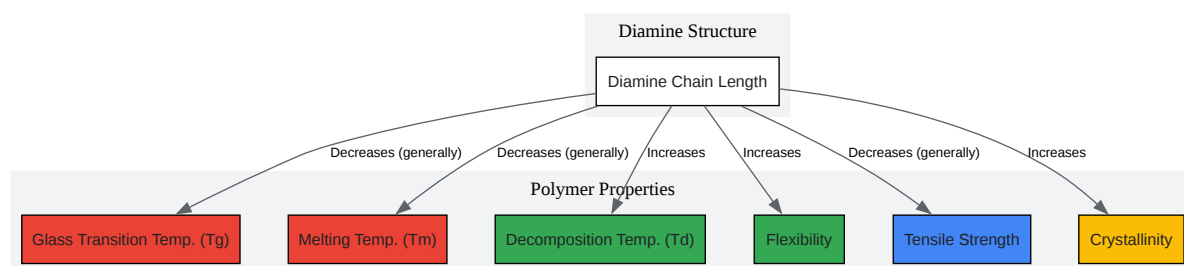 Diamine Structure
Diamine Chain Length
Decreases (generally)
Decreases (generally)
Increases
Increases
Decreases (generally)
Increases
Polymer Properties
Glass Transition Temp. (Tg)
Melting Temp. (Tm)
Decomposition Temp. (Td)
Flexibility
Tensile Strength
Crystallinity